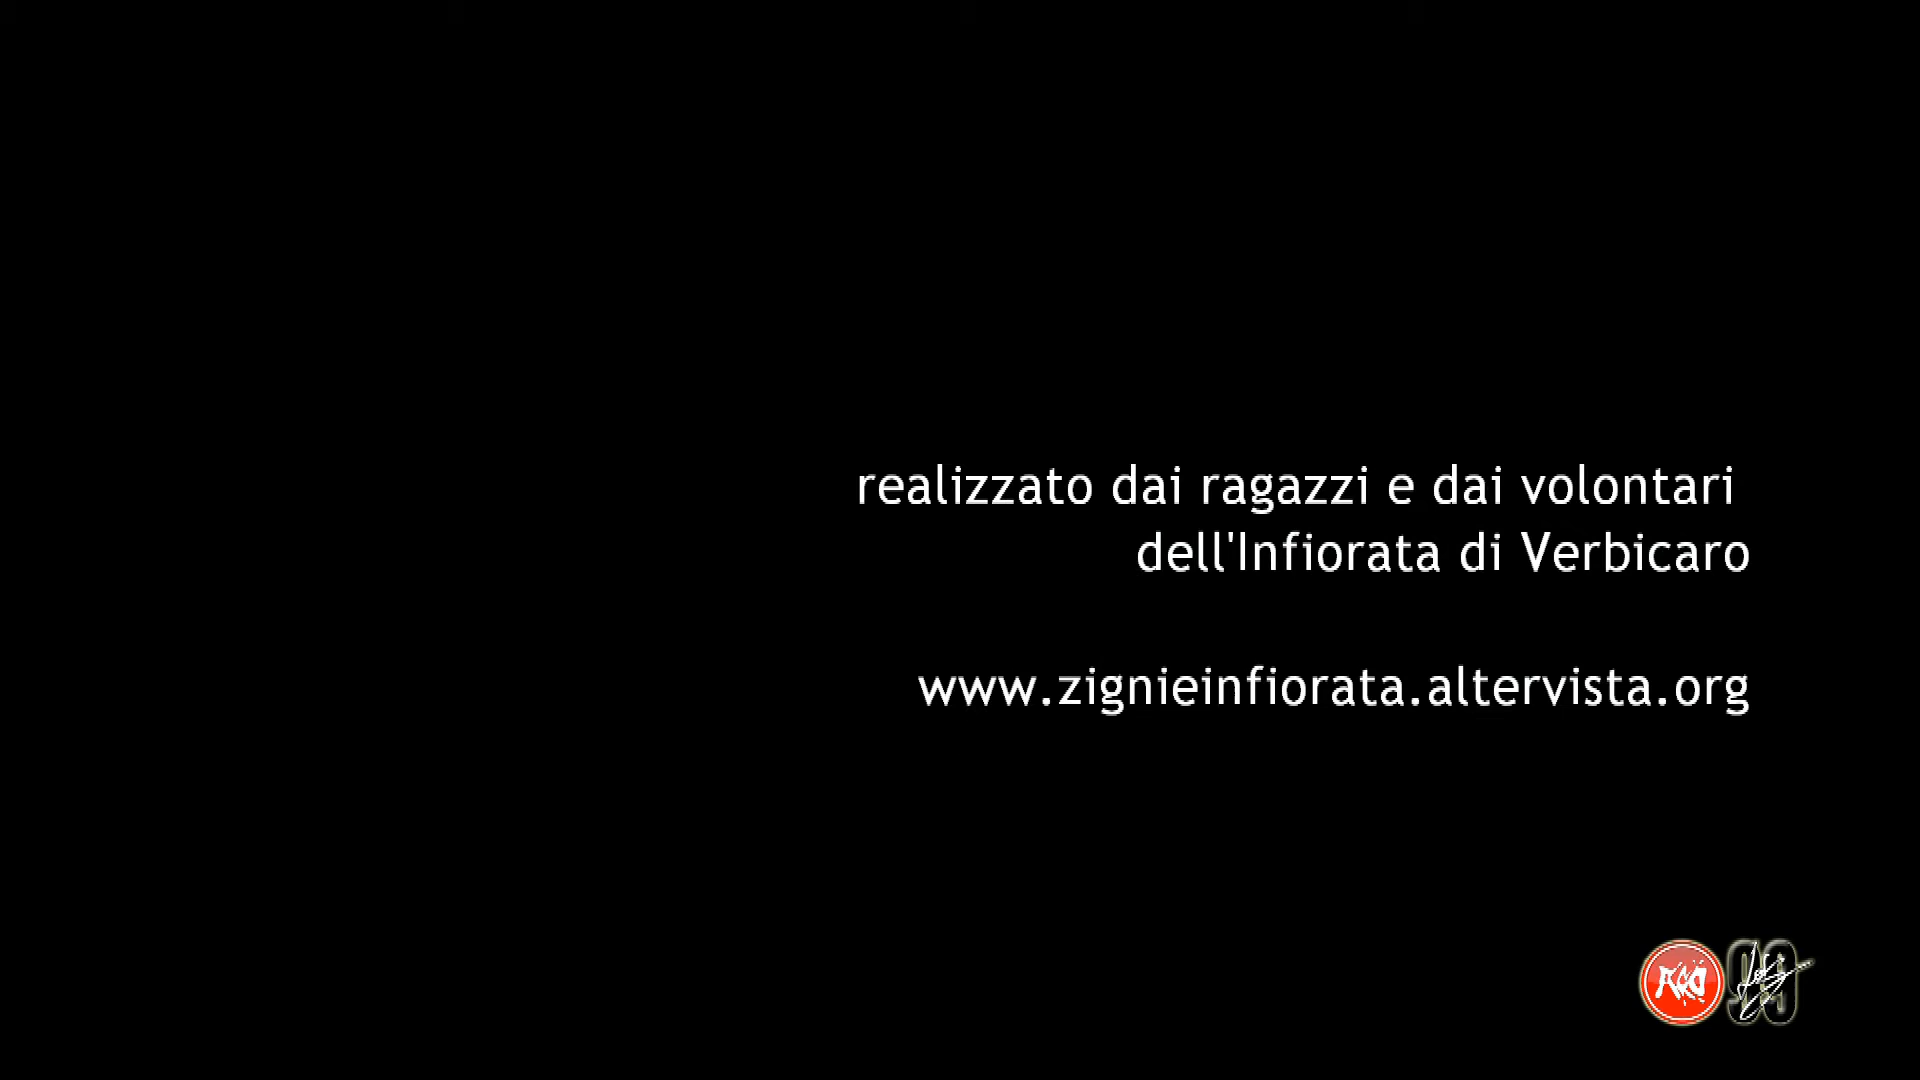 realizzato dai ragazzi e dai volontari
dell'Infiorata di Verbicaro
www.zignieinfiorata.altervista.org